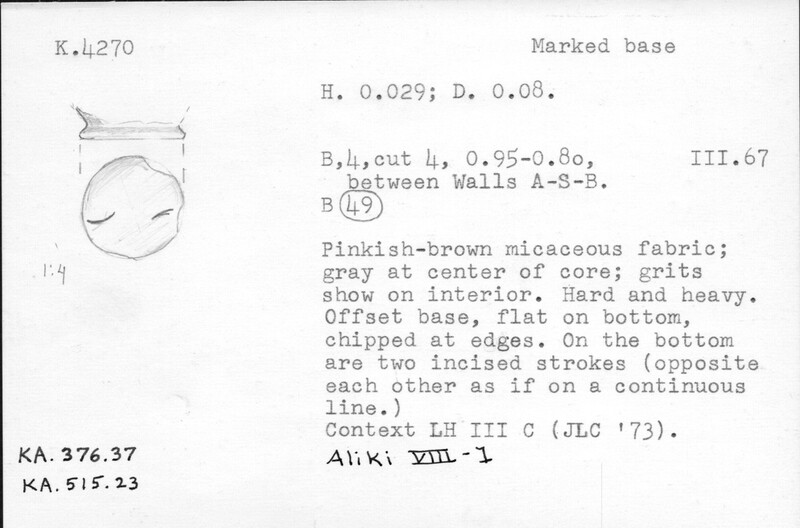 K.4270
Marked base
H. 0.029; D. 0.08.
B,4,cut 4, 0.95-0.80, III.67
between Walls A-S-B.
B 49
1:4
Pinkish-brown micaceous fabric;
gray at center of core; grits
show on interior. Hard and heavy.
Offset base, flat on bottom,
chipped at edges. On the bottom
are two incised strokes (opposite
each other as if on a continuous
line.)
Context LH III C (JLC '73).
Aliki VIII-1
KA.376.37
KA.515.23